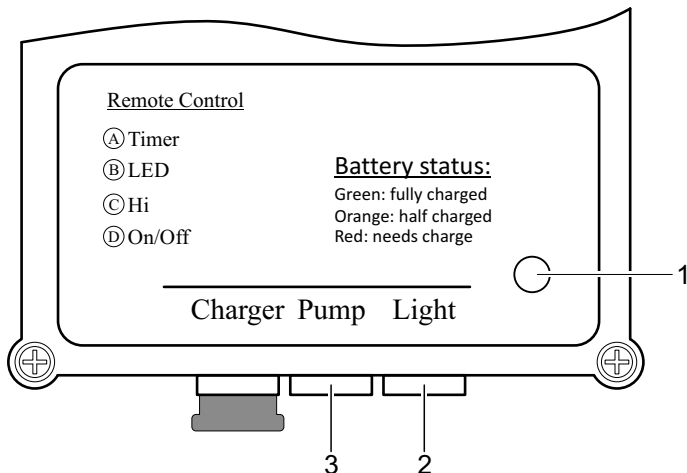 Remote Control
Ⓐ Timer
Ⓑ LED
Ⓒ Hi
Ⓓ On/Off
Battery status:
Green: fully charged
Orange: half charged
Red: needs charge
1
Charger Pump Light
3 2